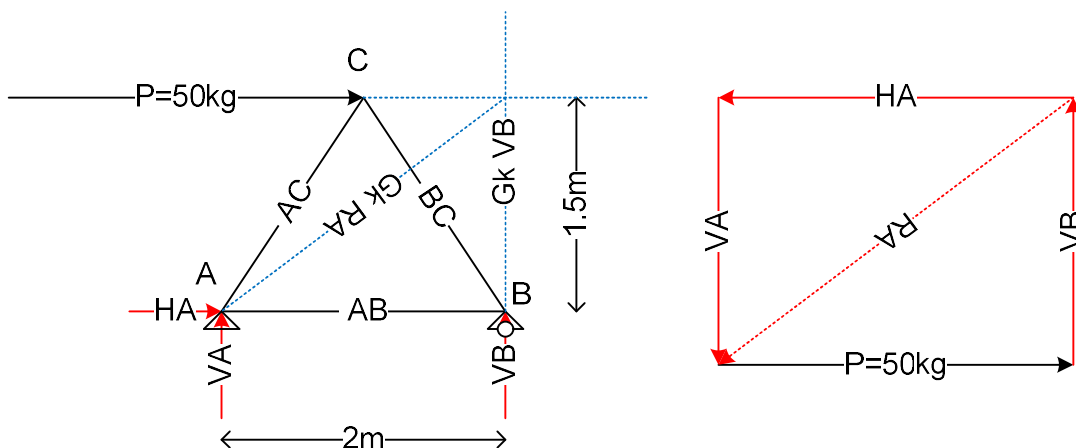 C
P=50kg
HA
Gk VB
AC
Gk RA
BC
1.5m
VA
RA
VB
A
B
HA
AB
P=50kg
VA
VB
2m